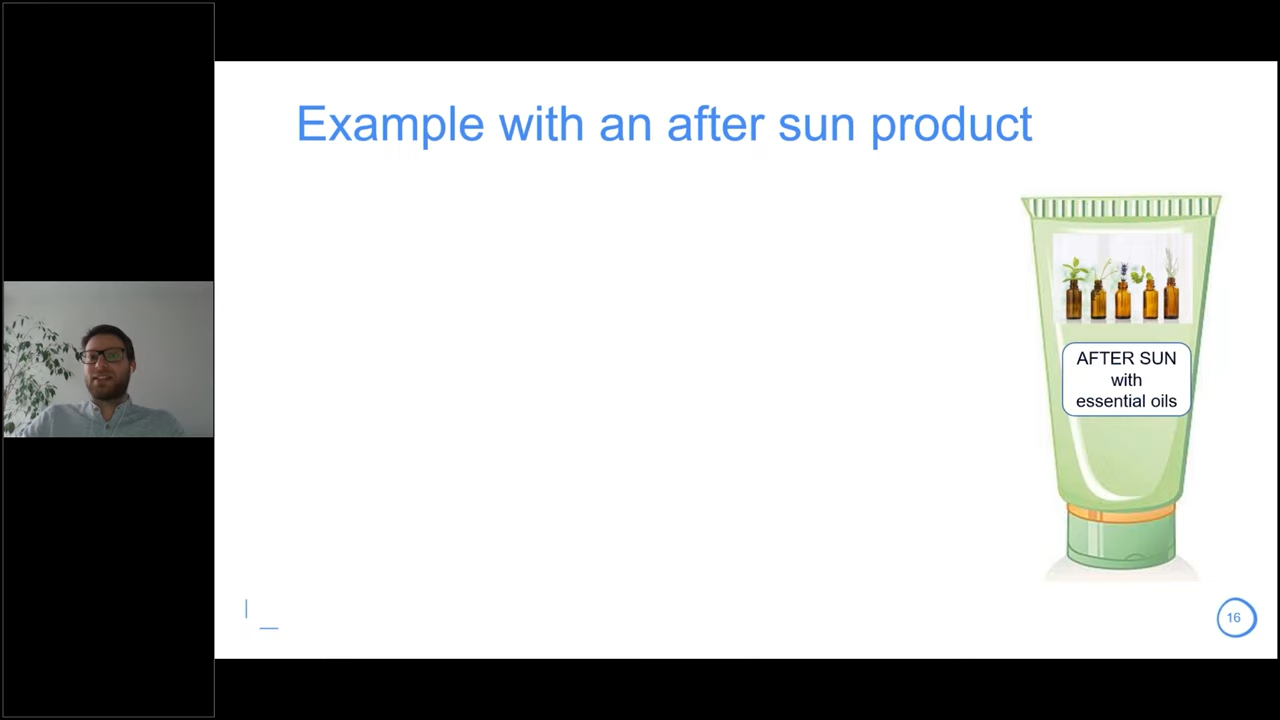 Example with an after sun product
AFTER SUN
with
essential oils
16